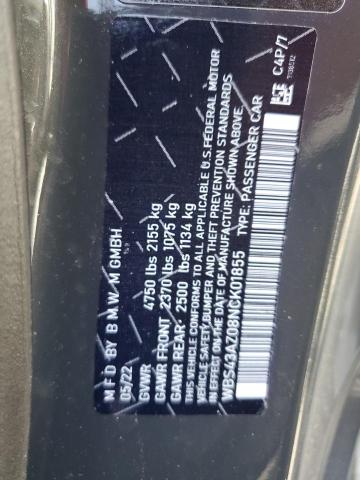 MFD BY B M W M GMBH
05/22
GVWR 4750 lbs 2155 kg
GAWR FRONT 2370 lbs 1075 kg
GAWR REAR: 2500 lbs 1134 kg
THIS VEHICLE CONFORMS TO ALL APPLICABLE U.S.FEDERAL MOTOR
SAFETY, BUMPER AND THEFT PREVENTION STANDARDS
IN EFFECT ON THE DATE OF MANUFACTURE SHOWN ABOVE.
WBS43AZ08NCK01855 TYPE: PASSENGER CAR
C4P/7